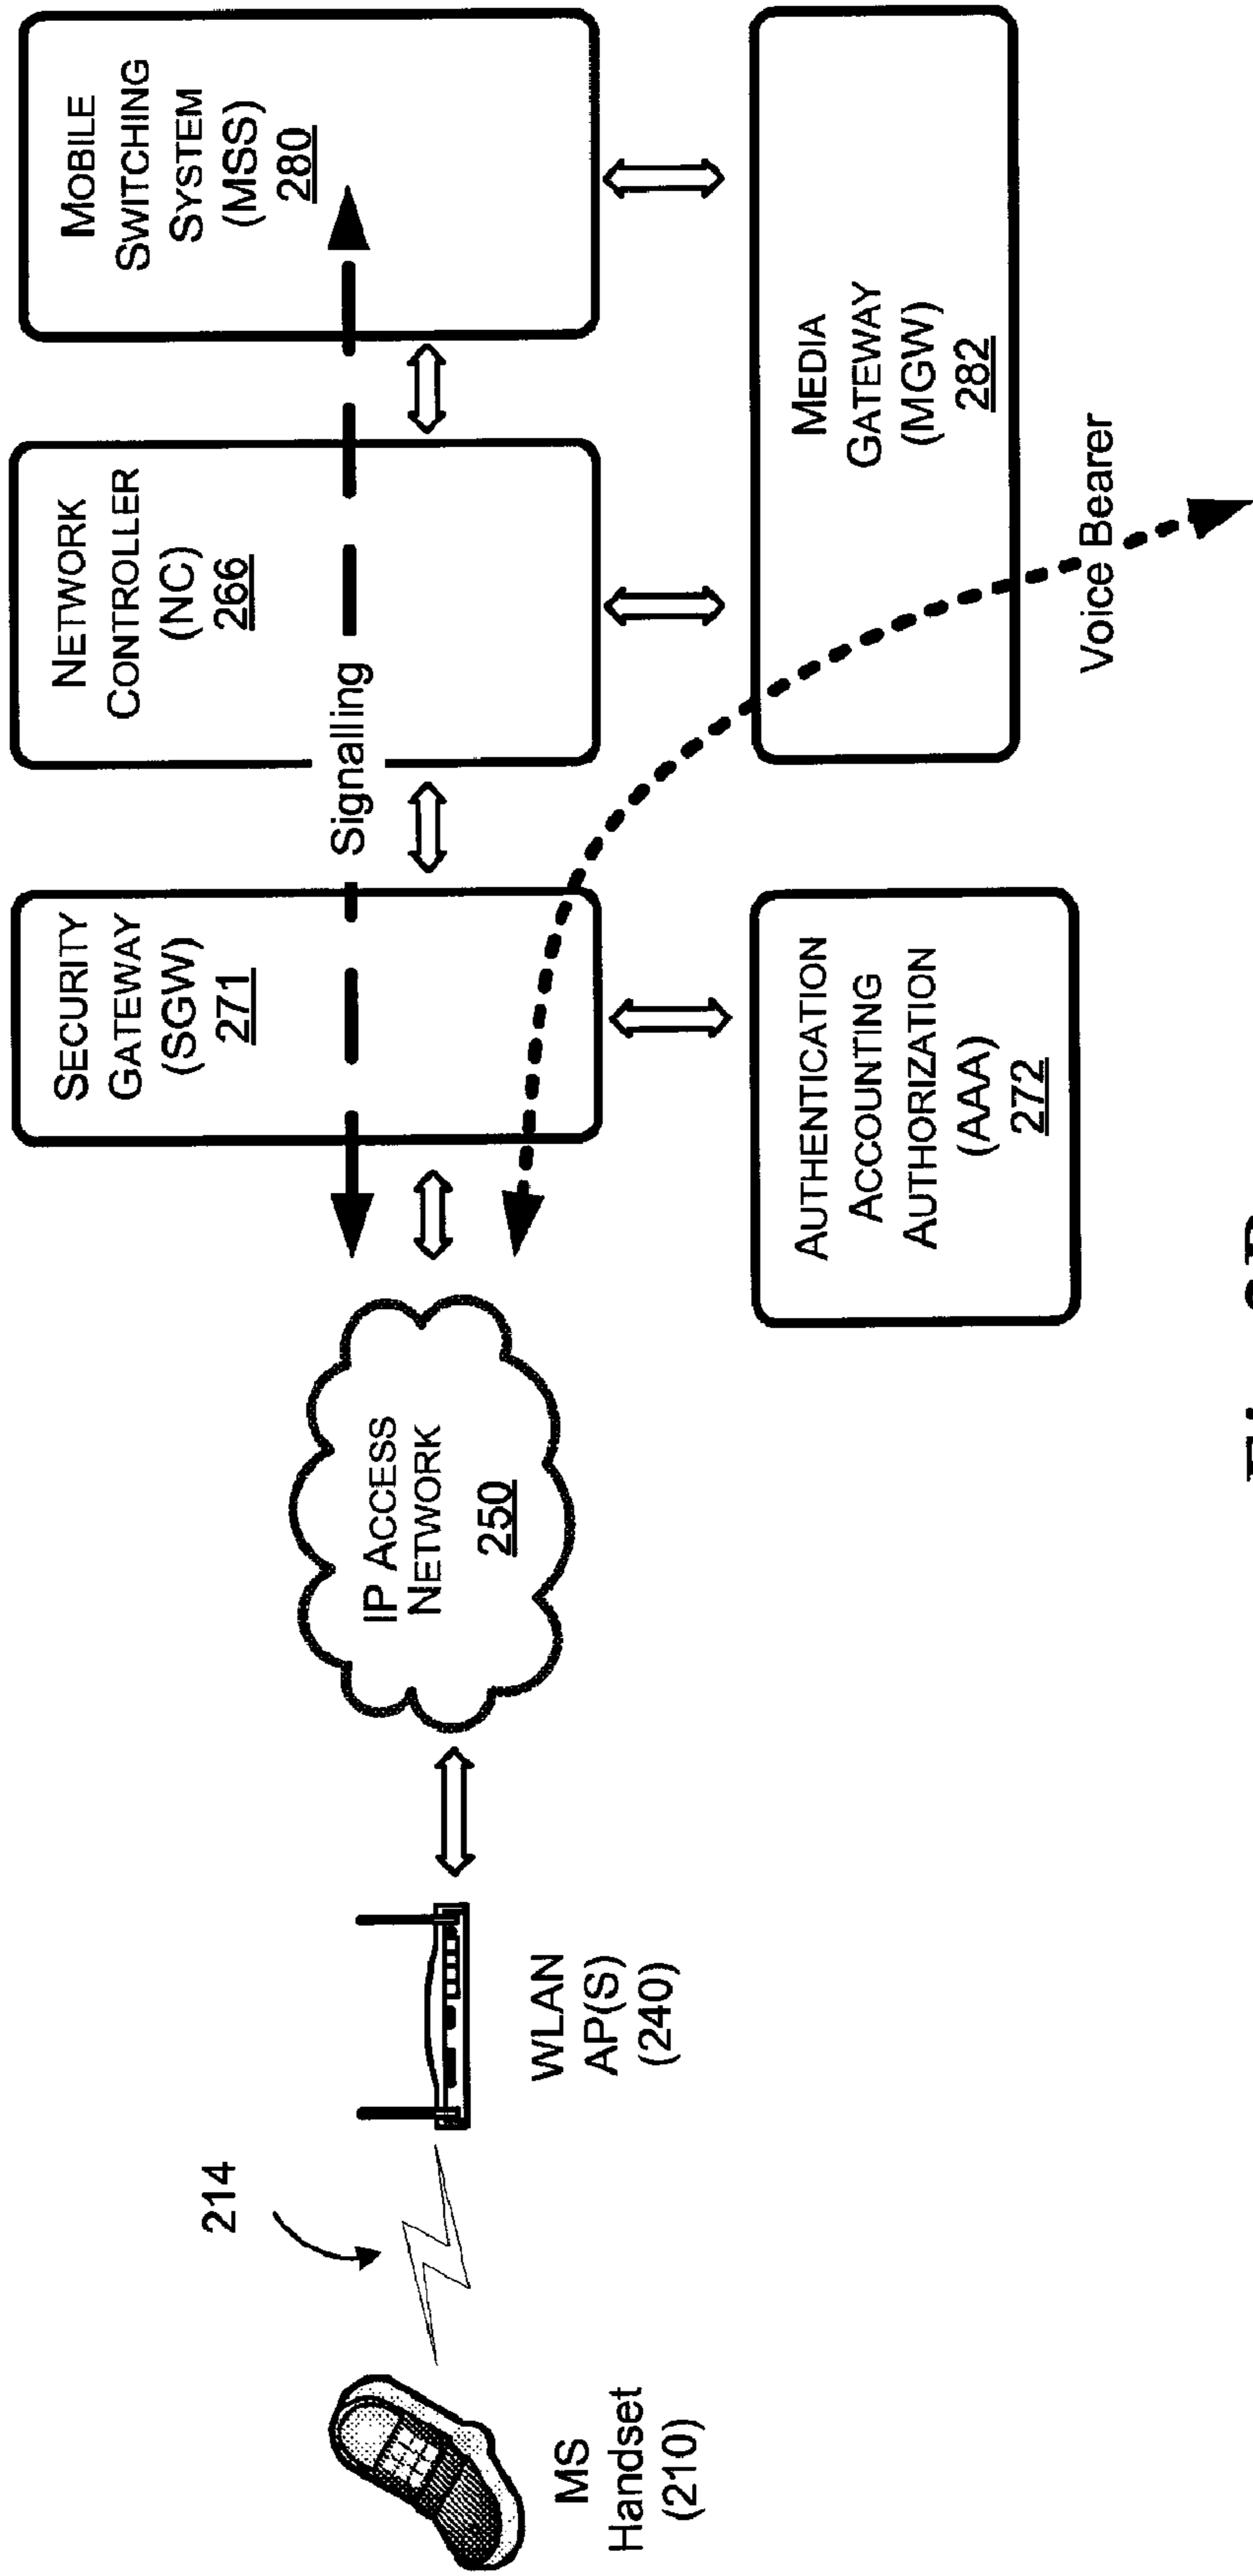 214
MS
Handset
(210)
WLAN
AP(S)
(240)
IP ACCESS
NETWORK
250
SECURITY
GATEWAY
(SGW)
271
Signalling
NETWORK
CONTROLLER
(NC)
266
MOBILE
SWITCHING
SYSTEM
(MSS)
280
AUTHENTICATION
ACCOUNTING
AUTHORIZATION
(AAA)
272
MEDIA
GATEWAY
(MGW)
282
Voice Bearer